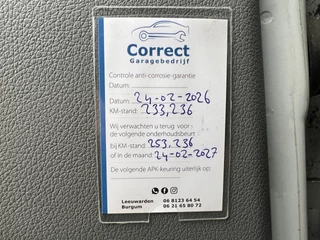 Correct
Garagebedrijf
Controle anti-corrosie-garantie
Datum:
Datum: 24-02-2026
KM-stand: 233,236
Wij verwachten u terug voor
de volgende onderhoudsbeurt
bij KM-stand: 253,236
of in de maand: 24-02-2027
De volgende APK-keuring uiterlijk op:
Leeuwarden 06 8123 64 54
Burgum 06 21 65 80 72